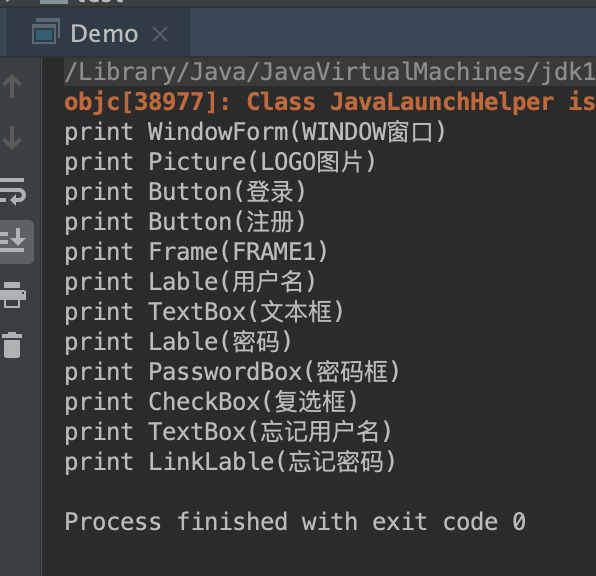 Demo
/Library/Java/JavaVirtualMachines/jdk1
objc[38977]: Class JavaLaunchHelper is
print WindowForm(WINDOW窗口)
print Picture(LOGO图片)
print Button(登录)
print Button(注册)
print Frame(FRAME1)
print Lable(用户名)
print TextBox(文本框)
print Lable(密码)
print PasswordBox(密码框)
print CheckBox(复选框)
print TextBox(忘记用户名)
print LinkLable(忘记密码)
Process finished with exit code 0